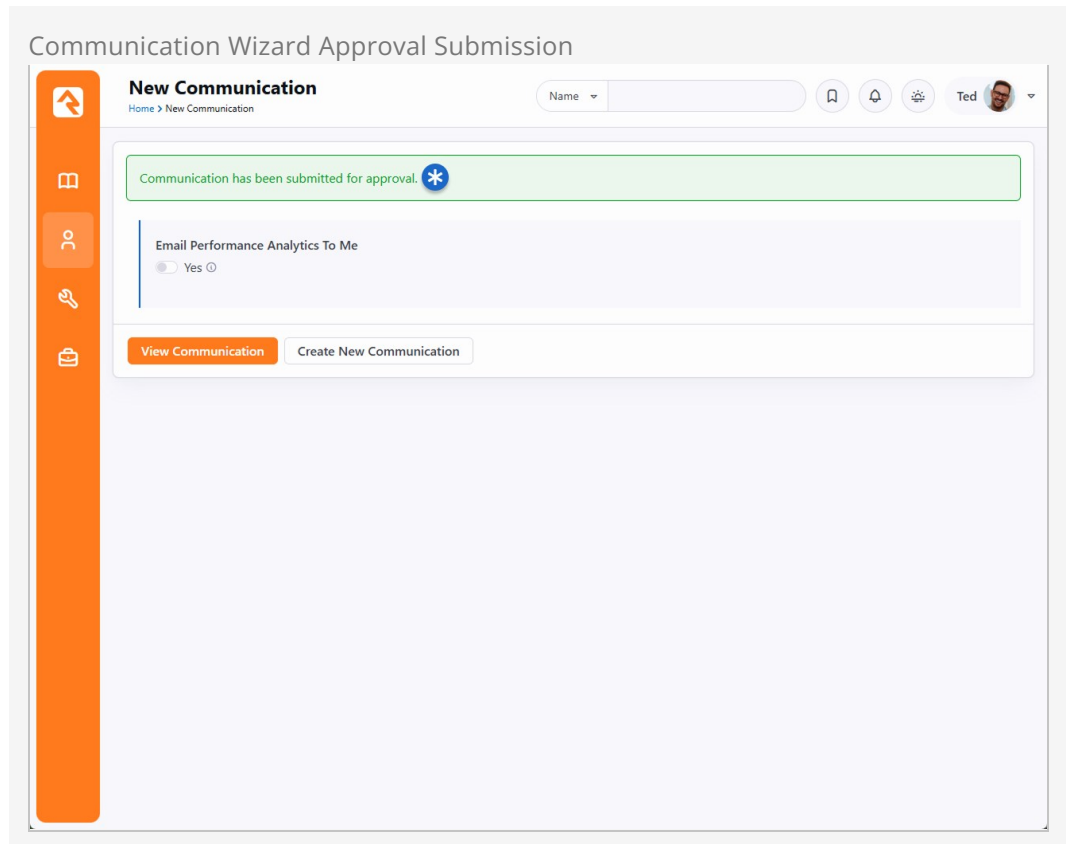 Communication Wizard Approval Submission
New Communication
Home > New Communication
Name
Ted
Communication has been submitted for approval.
Email Performance Analytics To Me
Yes
View Communication
Create New Communication